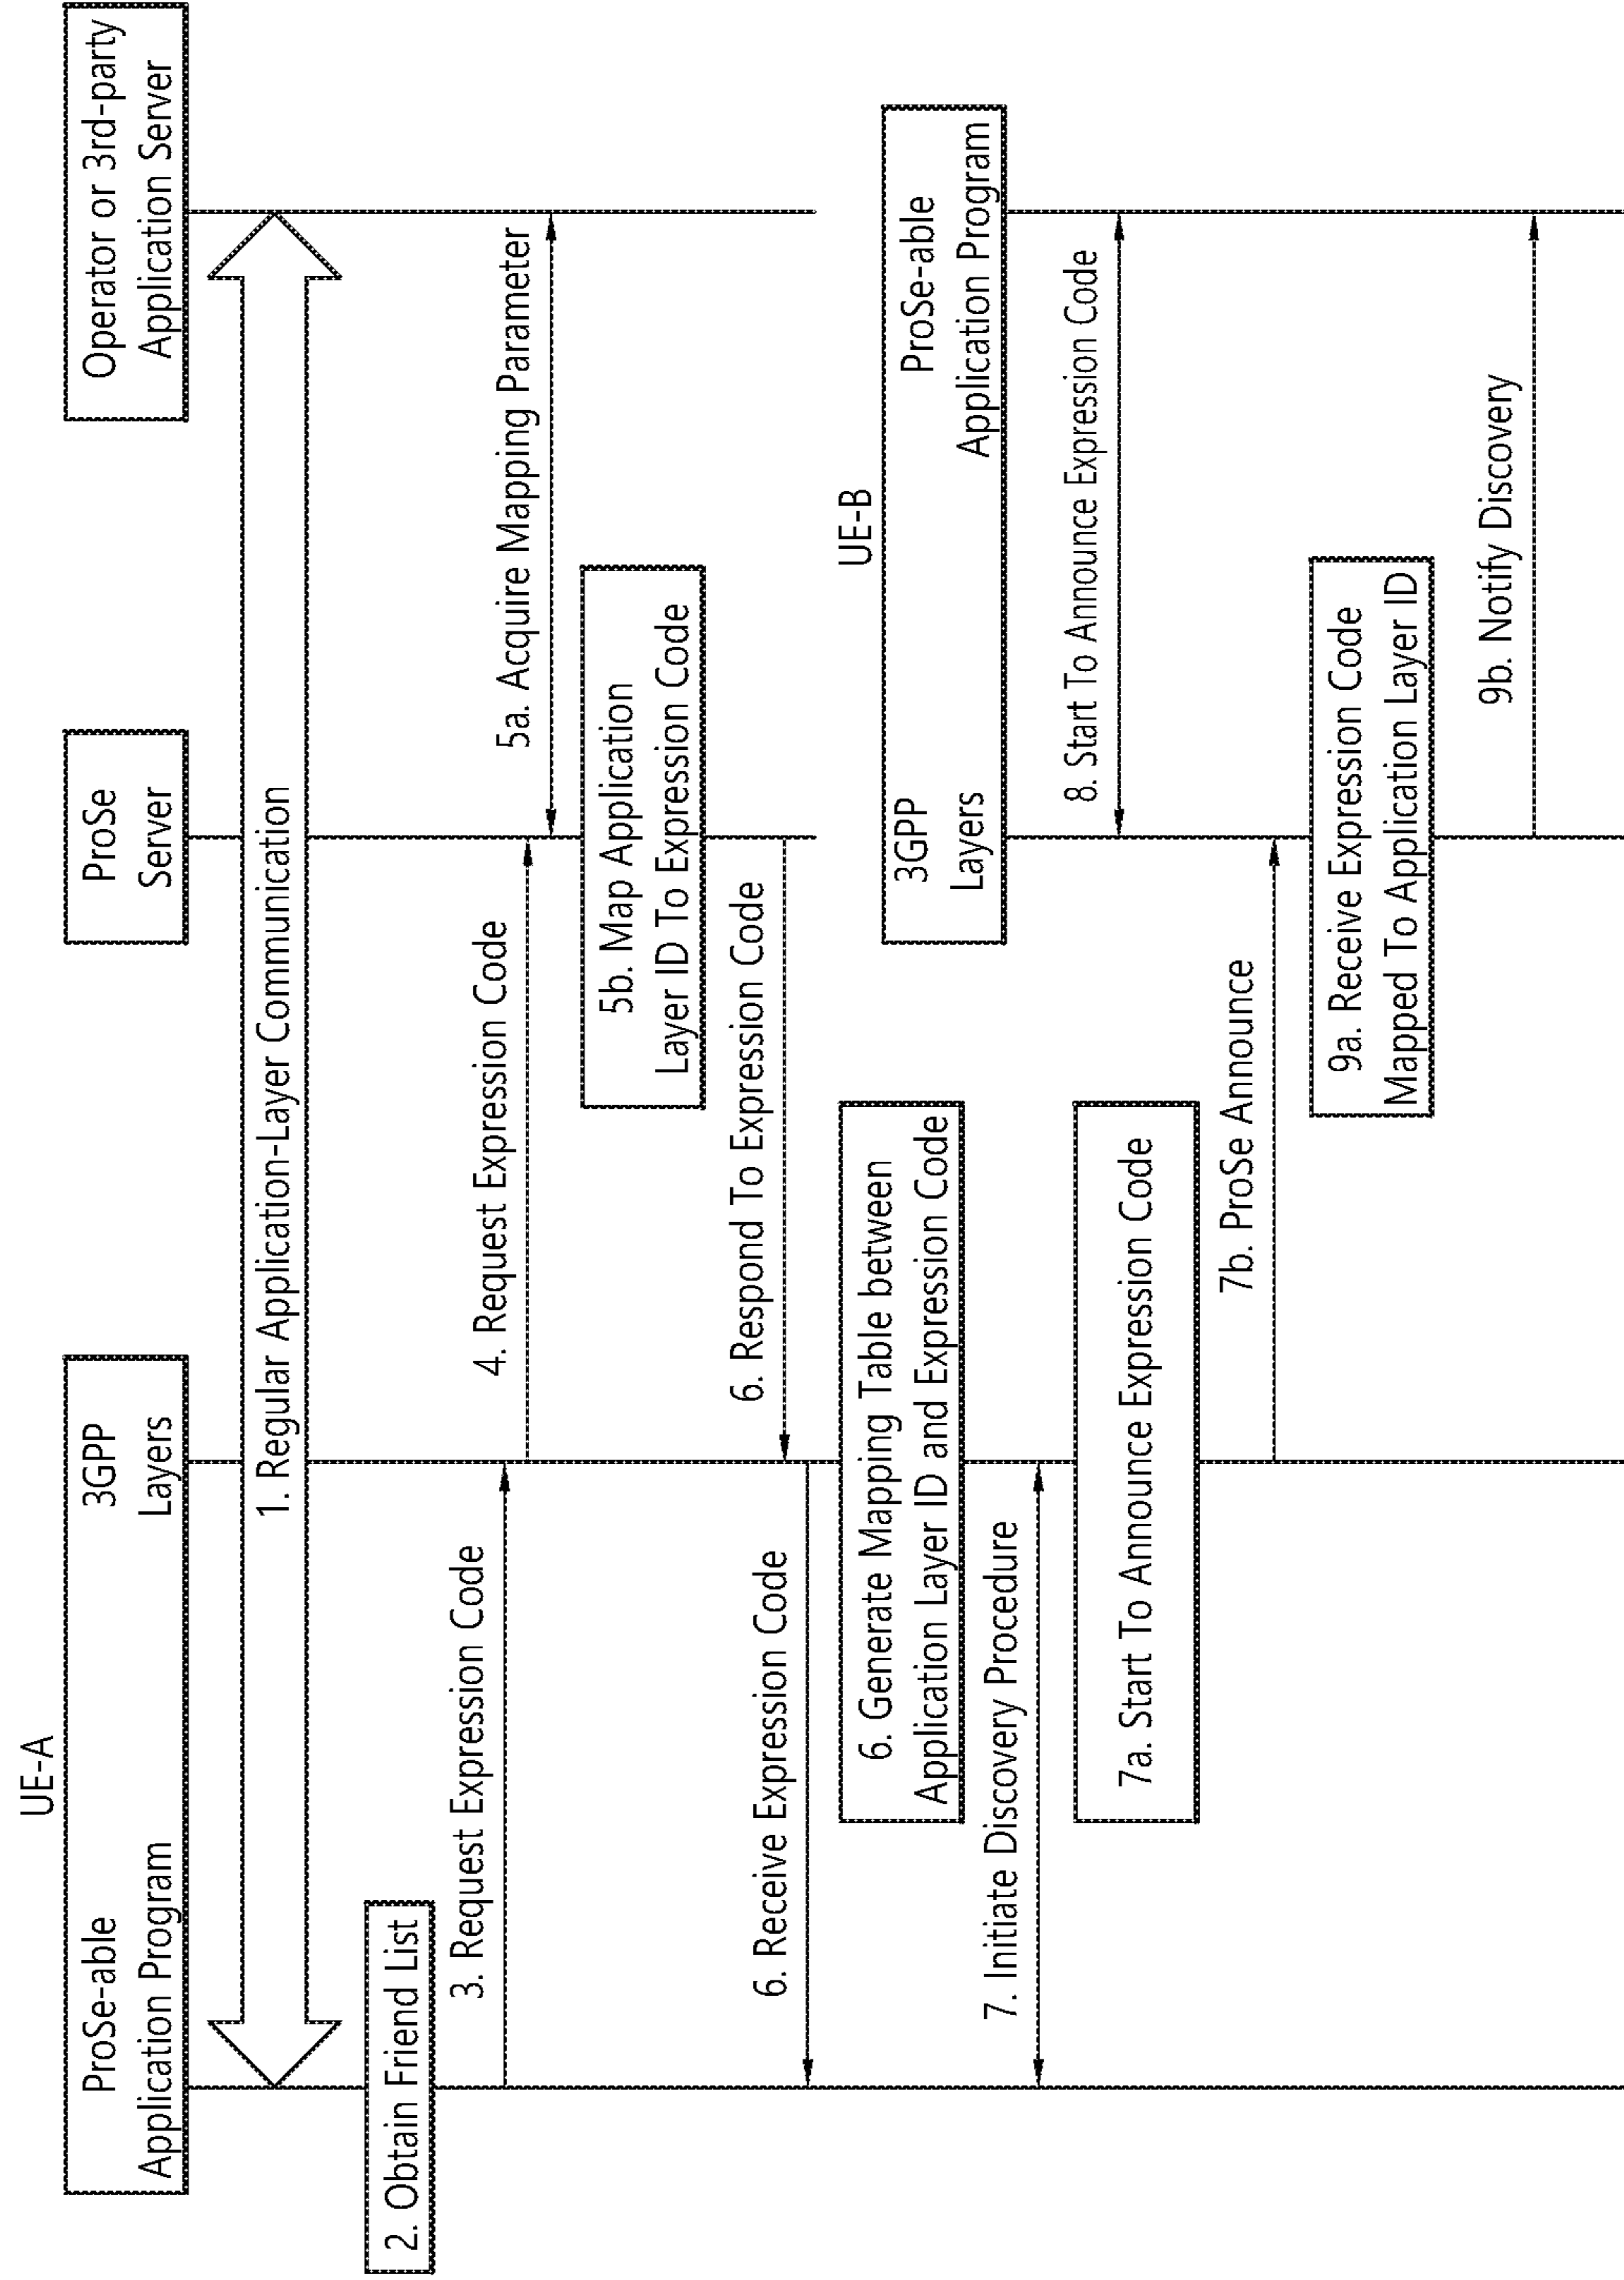 UE-A
ProSe-able
Application Program
3GPP
Layers
ProSe
Server
Operator or 3rd-party
Application Server
1. Regular Application-Layer Communication
2. Obtain Friend List
3. Request Expression Code
4. Request Expression Code
5a. Acquire Mapping Parameter
5b. Map Application
Layer ID To Expression Code
6. Respond To Expression Code
6. Receive Expression Code
6. Generate Mapping Table between
Application Layer ID and Expression Code
UE-B
3GPP
Layers
ProSe-able
Application Program
7. Initiate Discovery Procedure
7a. Start To Announce Expression Code
8. Start To Announce Expression Code
7b. ProSe Announce
9a. Receive Expression Code
Mapped To Application Layer ID
9b. Notify Discovery